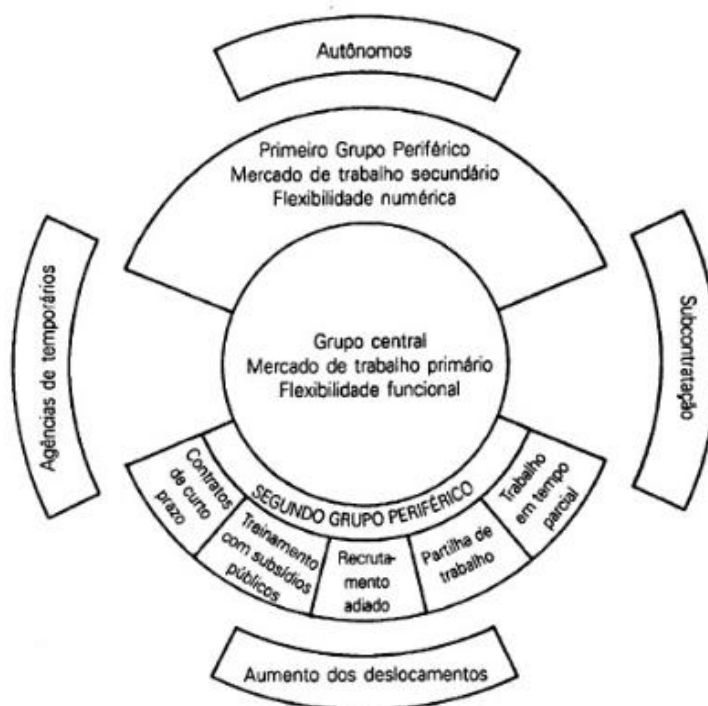 Autônomos
Primeiro Grupo Periférico
Mercado de trabalho secundário
Flexibilidade numérica
Agências de temporários
Subcontratação
Grupo central
Mercado de trabalho primário
Flexibilidade funcional
SEGUNDO GRUPO PERIFÉRICO
Contratos
de curto
prazo
Treinamento
com subsídios
públicos
Recruta-
mento
adiado
Partilha de
trabalho
Trabalho
em tempo
parcial
Aumento dos deslocamentos